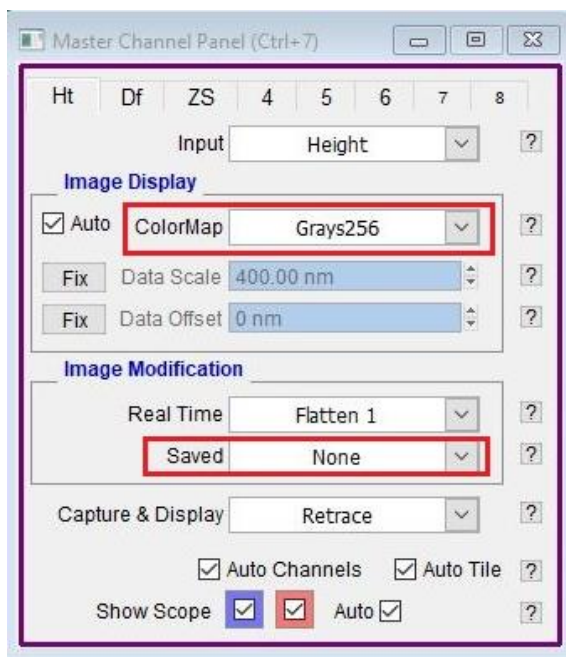 Master Channel Panel (Ctrl+7)
Ht Df ZS 4 5 6 7 8
Input Height ?
Image Display
Auto ColorMap Grays256 ?
Fix Data Scale 400.00 nm ?
Fix Data Offset 0 nm ?
Image Modification
Real Time Flatten 1 ?
Saved None ?
Capture & Display Retrace ?
Auto Channels Auto Tile ?
Show Scope Auto ?